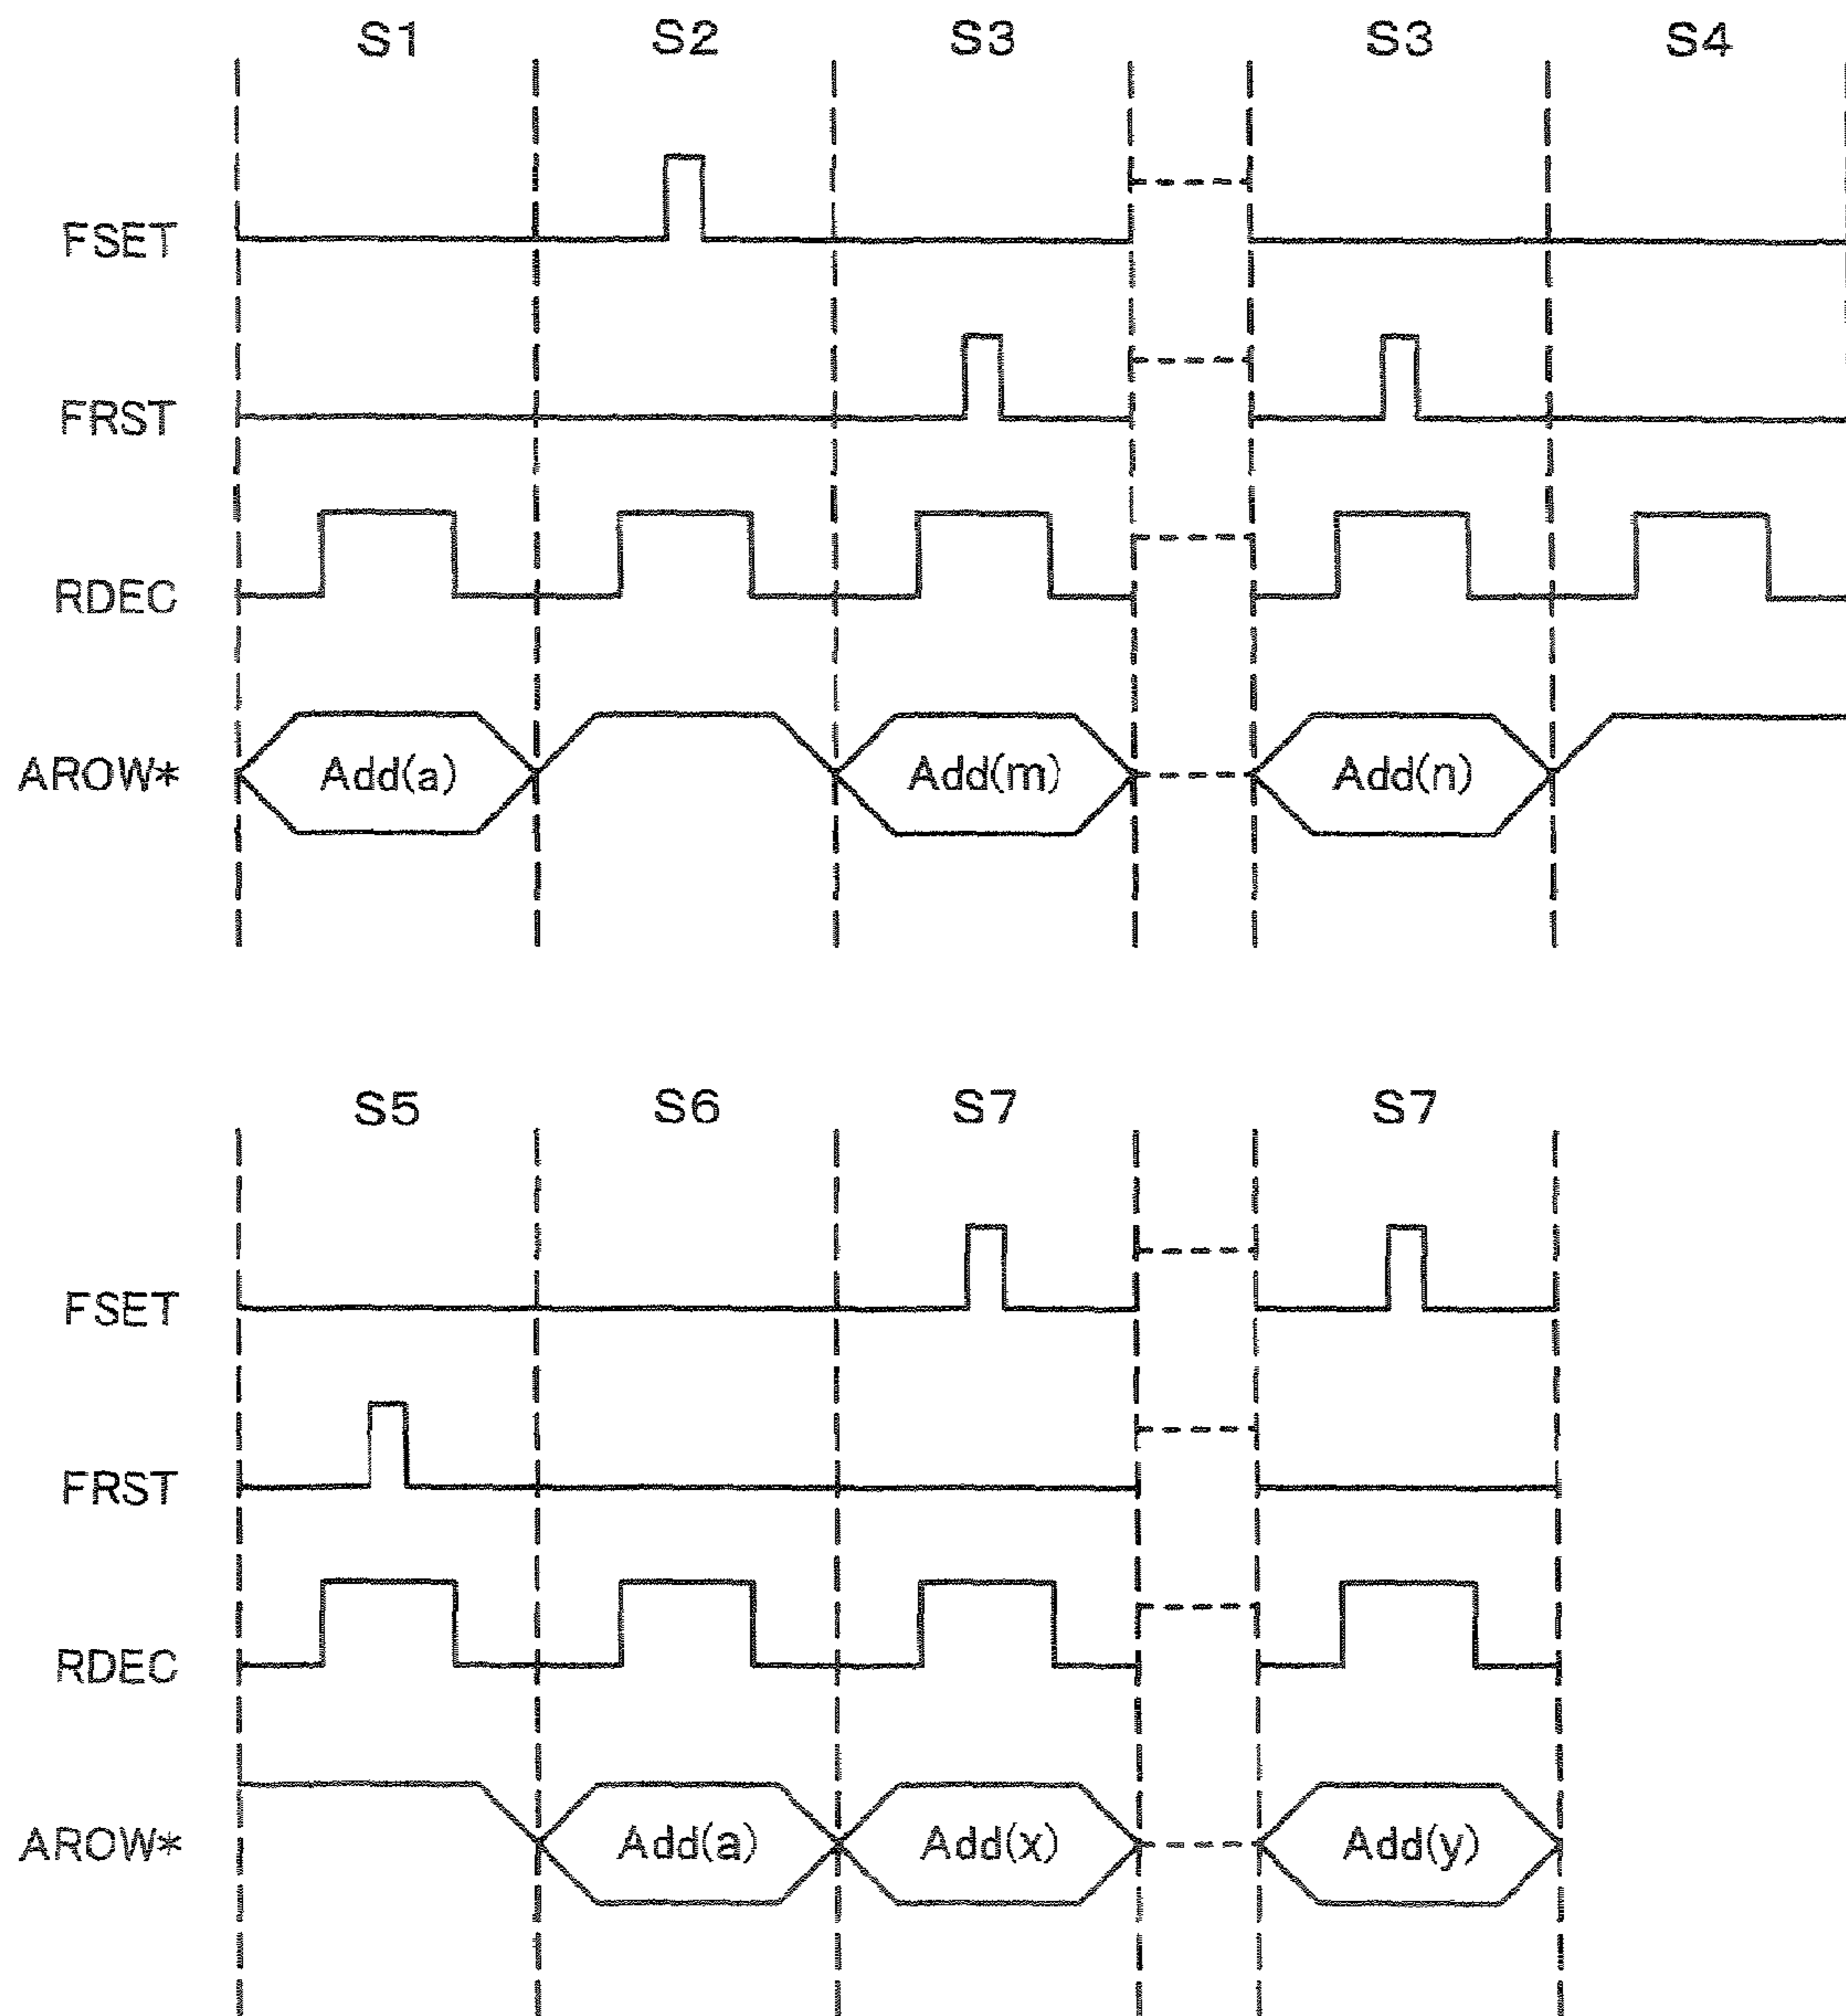 S1 S2 S3 S3 S4
FSET
FRST
RDEC
AROW* Add(a) Add(m) Add(n)
S5 S6 S7 S7
FSET
FRST
RDEC
AROW* Add(a) Add(x) Add(y)